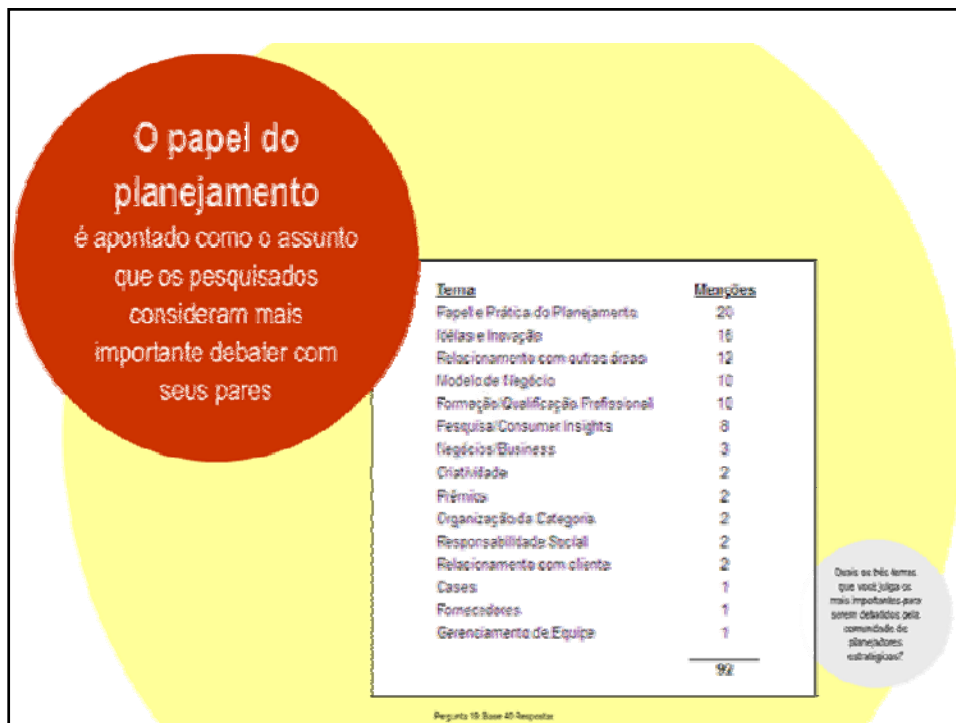 O papel do
planejamento
é apontado como o assunto
que os pesquisados
consideram mais
importante debater com
seus pares
Tema Menções
Papel e Prática do Planejamento 20
Idéias e Inovação 16
Relacionamento com outras áreas 12
Modelo de Negócio 10
Formação/Qualificação Profissional 10
Pesquisa/Consumer Insights 8
Negócios/Business 3
Criatividade 2
Prêmios 2
Organização da Categoria 2
Responsabilidade Social 2
Relacionamento com cliente 2
Cases 1
Fornecedores 1
Gerenciamento de Equipe 1
92
Quais os três temas
que você julga os
mais importantes para
serem debatidos pela
comunidade de
planejadores
estratégicos?
Pergunta Base Respostas